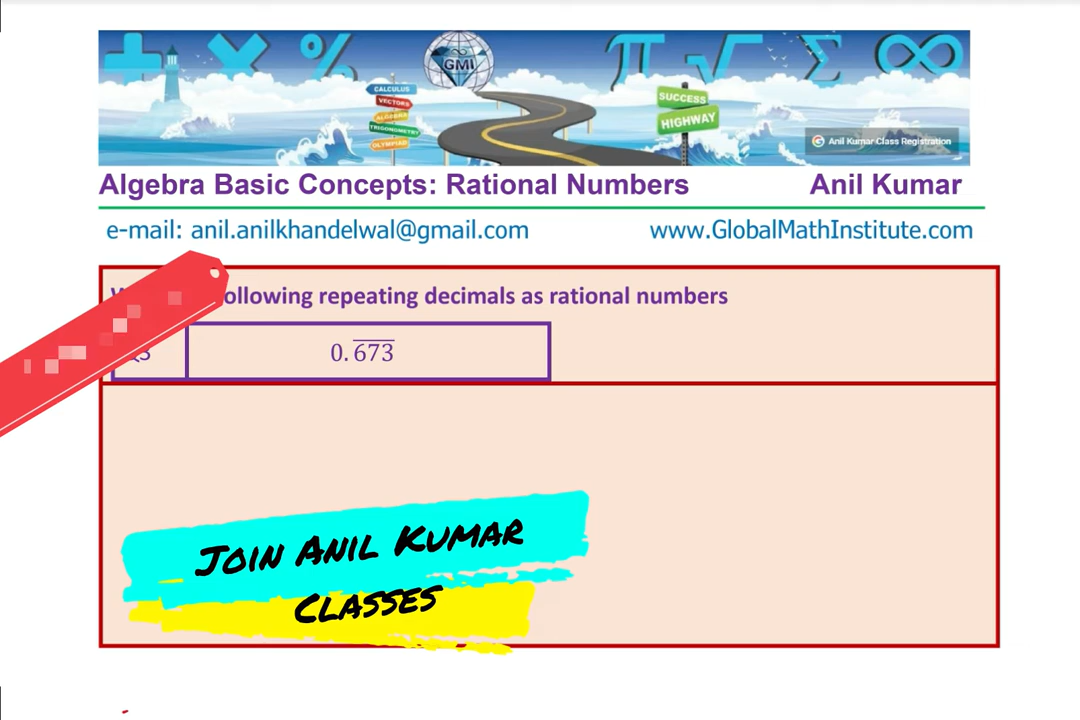 GMI
CALCULUS
VECTORS
ALGEBRA
TRIGONOMETRY
OLYMPIAD
SUCCESS
HIGHWAY
Anil Kumar Class Registration
Algebra Basic Concepts: Rational Numbers Anil Kumar
e-mail: anil.anilkhandelwal@gmail.com www.GlobalMathInstitute.com
ollowing repeating decimals as rational numbers
0.\overline{673}
JOIN ANIL KUMAR
CLASSES